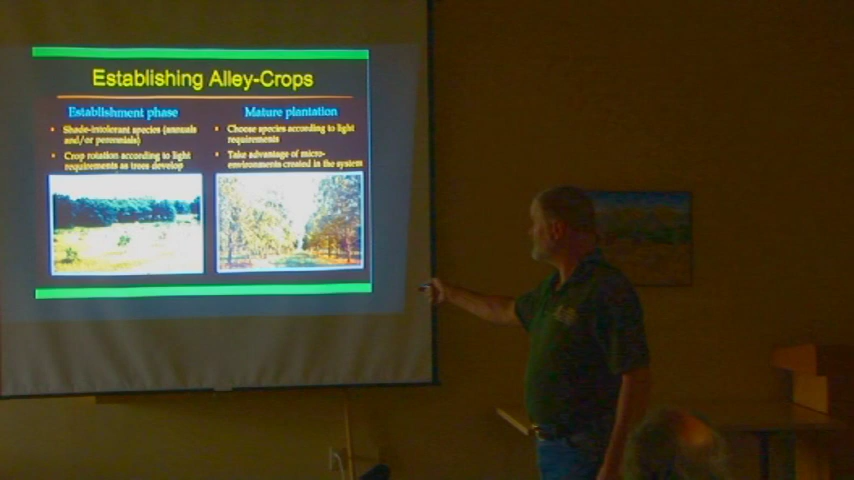 Establishing Alley-Crops
Establishment phase
• Shade-intolerant species (annuals
and/or perennials)
• Crop rotation according to light
requirements as trees develop
Mature plantation
• Choose species according to light
requirements
• Take advantage of micro-
environments created in the system